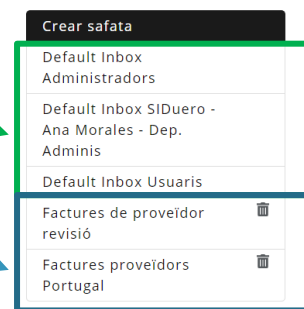 Crear safata
Default Inbox
Administradors
Default Inbox SIDuero -
Ana Morales - Dep.
Adminis
Default Inbox Usuaris
Factures de proveïdor
revisió
Factures proveïdors
Portugal